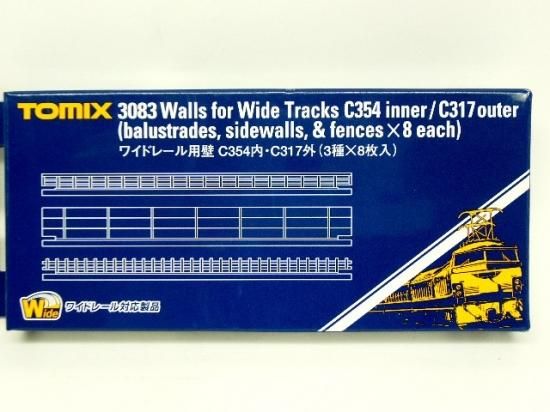 TOMIX 3083 Walls for Wide Tracks C354 inner/C317 outer
(balustrades, sidewalls, & fences ×8 each)
ワイドレール用壁 C354内・C317外 (3種×8枚入)
Wide ワイドレール対応製品